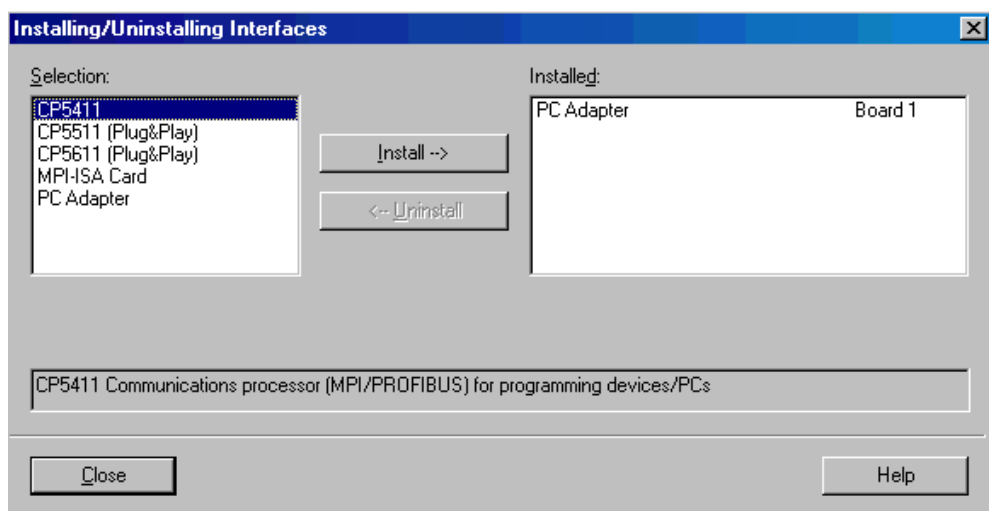 Installing/Uninstalling Interfaces
Selection:
Installed:
CP5411
CP5511 (Plug&Play)
CP5611 (Plug&Play)
MPI-ISA Card
PC Adapter
Install -->
<-- Uninstall
PC Adapter Board 1
CP5411 Communications processor (MPI/PROFIBUS) for programming devices/PCs
Close
Help